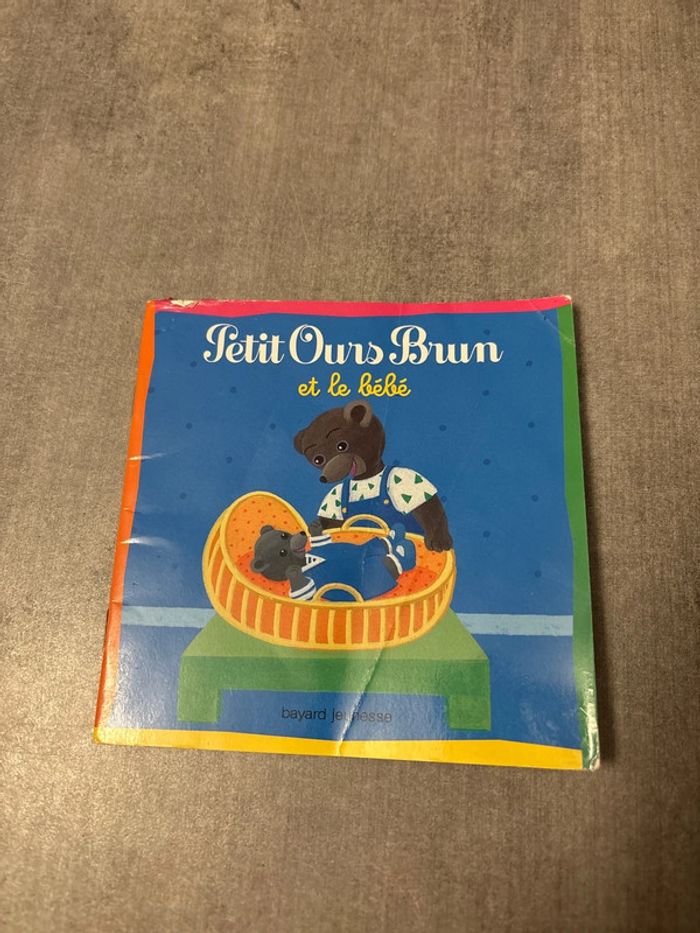 Petit Ours Brun
et le bébé
bayard jeunesse